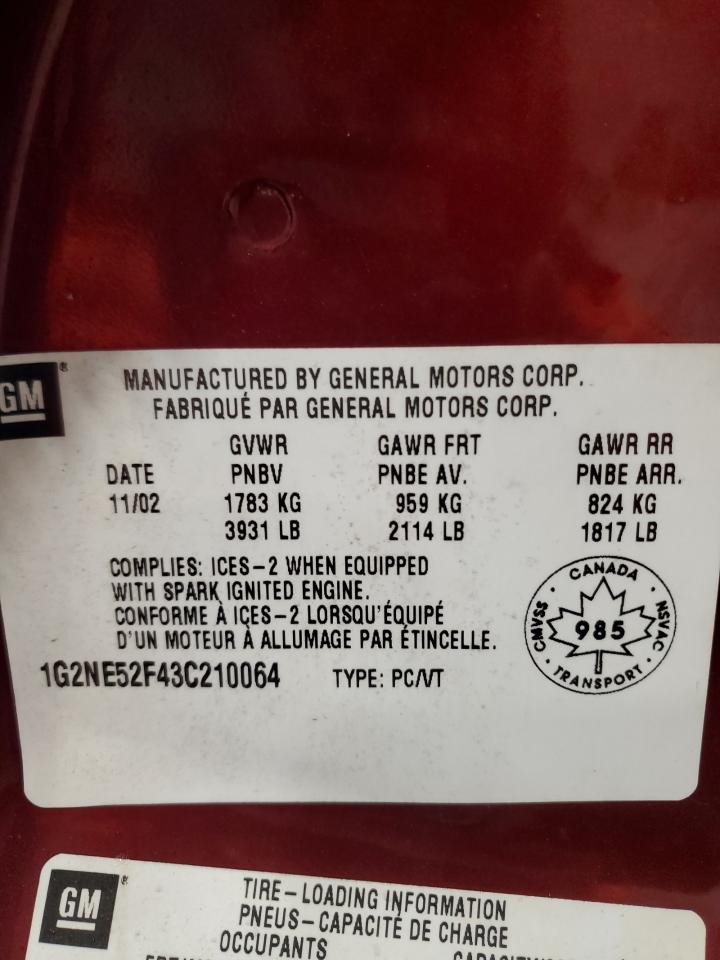 GM®
MANUFACTURED BY GENERAL MOTORS CORP.
FABRIQUÉ PAR GENERAL MOTORS CORP.
GVWR GAWR FRT GAWR RR
DATE PNBV PNBE AV. PNBE ARR.
11/02 1783 KG 959 KG 824 KG
3931 LB 2114 LB 1817 LB
COMPLIES: ICES-2 WHEN EQUIPPED
WITH SPARK IGNITED ENGINE.
CONFORME À ICES-2 LORSQU'ÉQUIPÉ
D'UN MOTEUR À ALLUMAGE PAR ÉTINCELLE.
CANADA
CMVSS 985 NSVAC
TRANSPORT
1G2NE52F43C210064 TYPE: PC/VT
GM®
TIRE-LOADING INFORMATION
PNEUS-CAPACITÉ DE CHARGE
OCCUPANTS